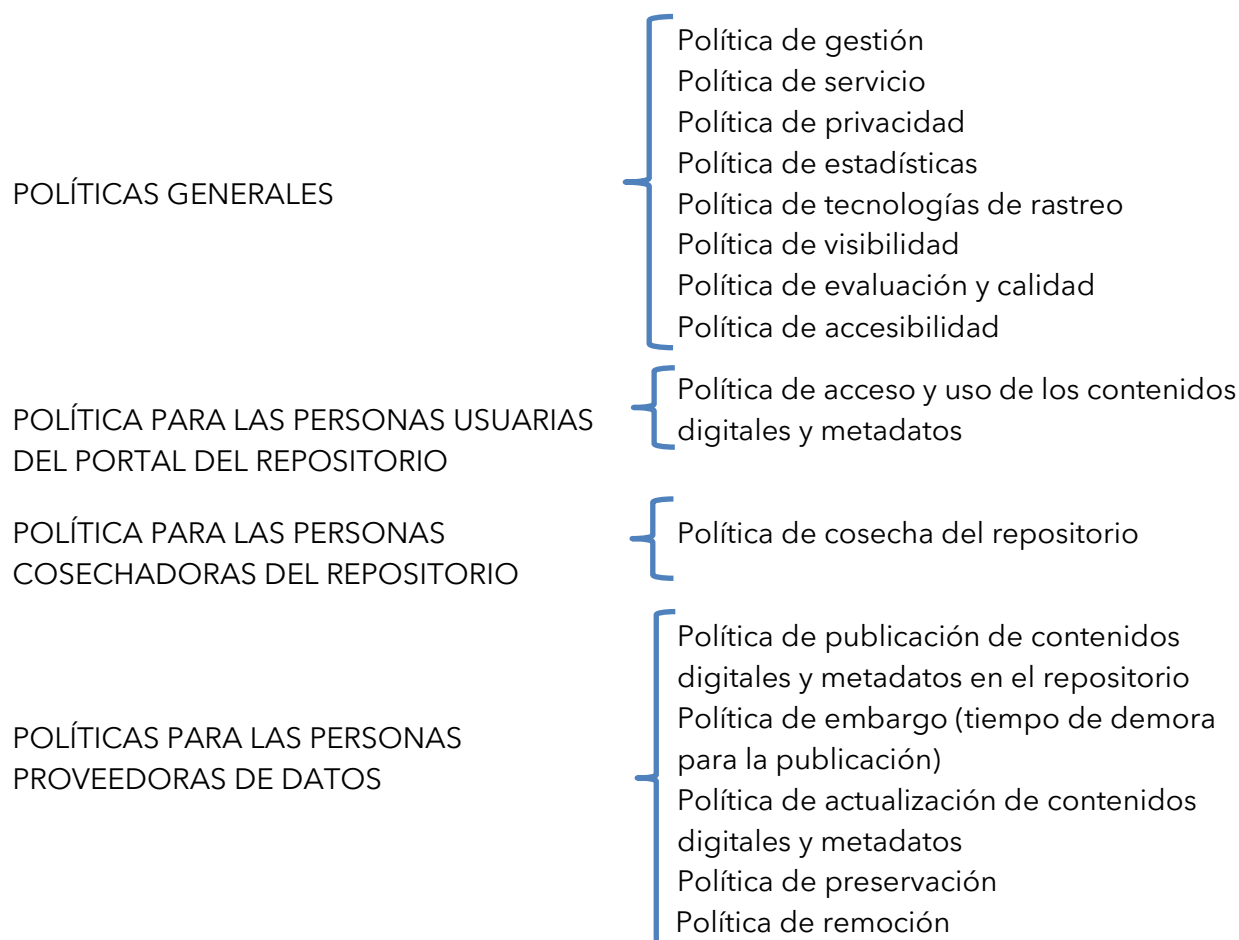 POLÍTICAS GENERALES
Política de gestión
Política de servicio
Política de privacidad
Política de estadísticas
Política de tecnologías de rastreo
Política de visibilidad
Política de evaluación y calidad
Política de accesibilidad
POLÍTICA PARA LAS PERSONAS USUARIAS
DEL PORTAL DEL REPOSITORIO
Política de acceso y uso de los contenidos
digitales y metadatos
POLÍTICA PARA LAS PERSONAS
COSECHADORAS DEL REPOSITORIO
Política de cosecha del repositorio
POLÍTICAS PARA LAS PERSONAS
PROVEEDORAS DE DATOS
Política de publicación de contenidos
digitales y metadatos en el repositorio
Política de embargo (tiempo de demora
para la publicación)
Política de actualización de contenidos
digitales y metadatos
Política de preservación
Política de remoción